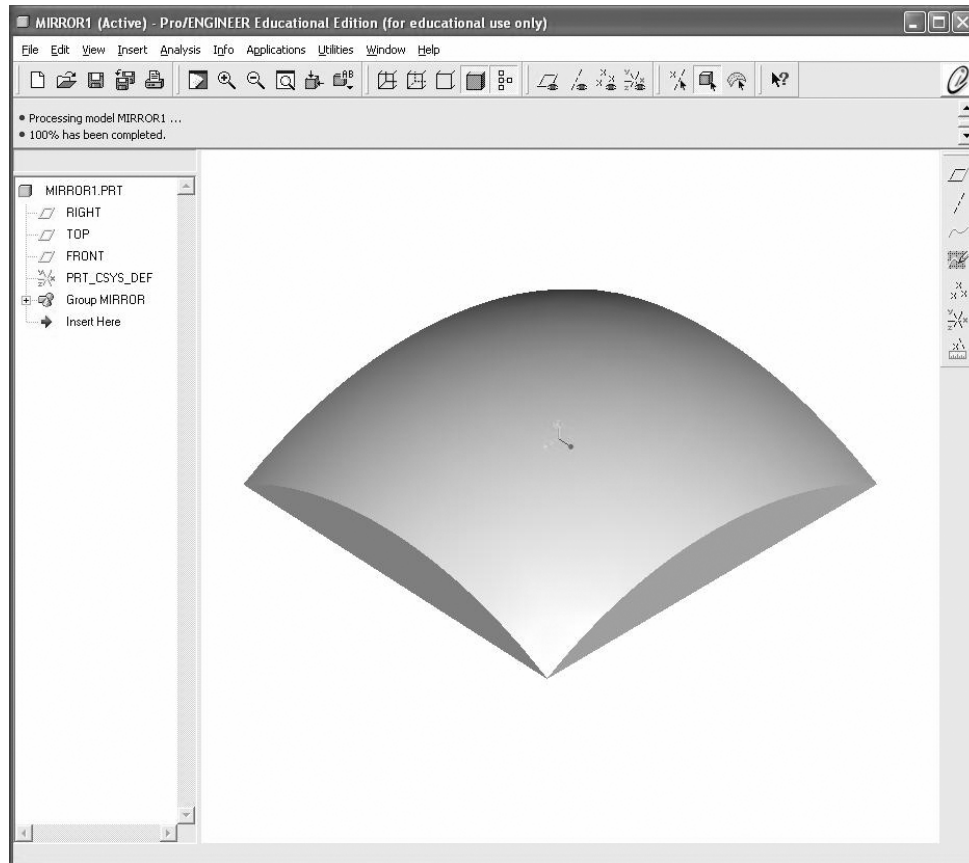 MIRROR1 (Active) - Pro/ENGINEER Educational Edition (for educational use only)
File Edit View Insert Analysis Info Applications Utilities Window Help
• Processing model MIRROR1 ...
• 100% has been completed.
MIRROR1.PRT
RIGHT
TOP
FRONT
PRT_CSYS_DEF
Group MIRROR
Insert Here